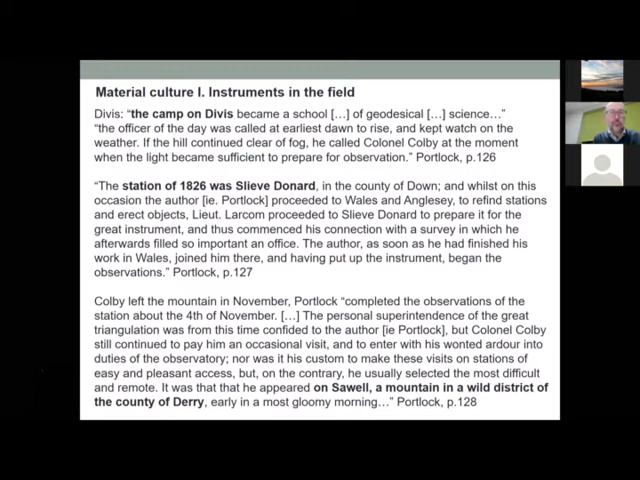 Material culture I. Instruments in the field
Divis: “the camp on Divis became a school [...] of geodesical [...] science...”
“the officer of the day was called at earliest dawn to rise, and kept watch on the
weather. If the hill continued clear of fog, he called Colonel Colby at the moment
when the light became sufficient to prepare for observation.” Portlock, p.126
“The station of 1826 was Slieve Donard, in the county of Down; and whilst on this
occasion the author [ie. Portlock] proceeded to Wales and Anglesey, to refind stations
and erect objects, Lieut. Larcom proceeded to Slieve Donard to prepare it for the
great instrument, and thus commenced his connection with a survey in which he
afterwards filled so important an office. The author, as soon as he had finished his
work in Wales, joined him there, and having put up the instrument, began the
observations.” Portlock, p.127
Colby left the mountain in November, Portlock “completed the observations of the
station about the 4th of November. [...] The personal superintendence of the great
triangulation was from this time confided to the author [ie Portlock], but Colonel Colby
still continued to pay him an occasional visit, and to enter with his wonted ardour into
duties of the observatory; nor was it his custom to make these visits on stations of
easy and pleasant access, but, on the contrary, he usually selected the most difficult
and remote. It was that that he appeared on Sawell, a mountain in a wild district of
the county of Derry, early in a most gloomy morning...” Portlock, p.128